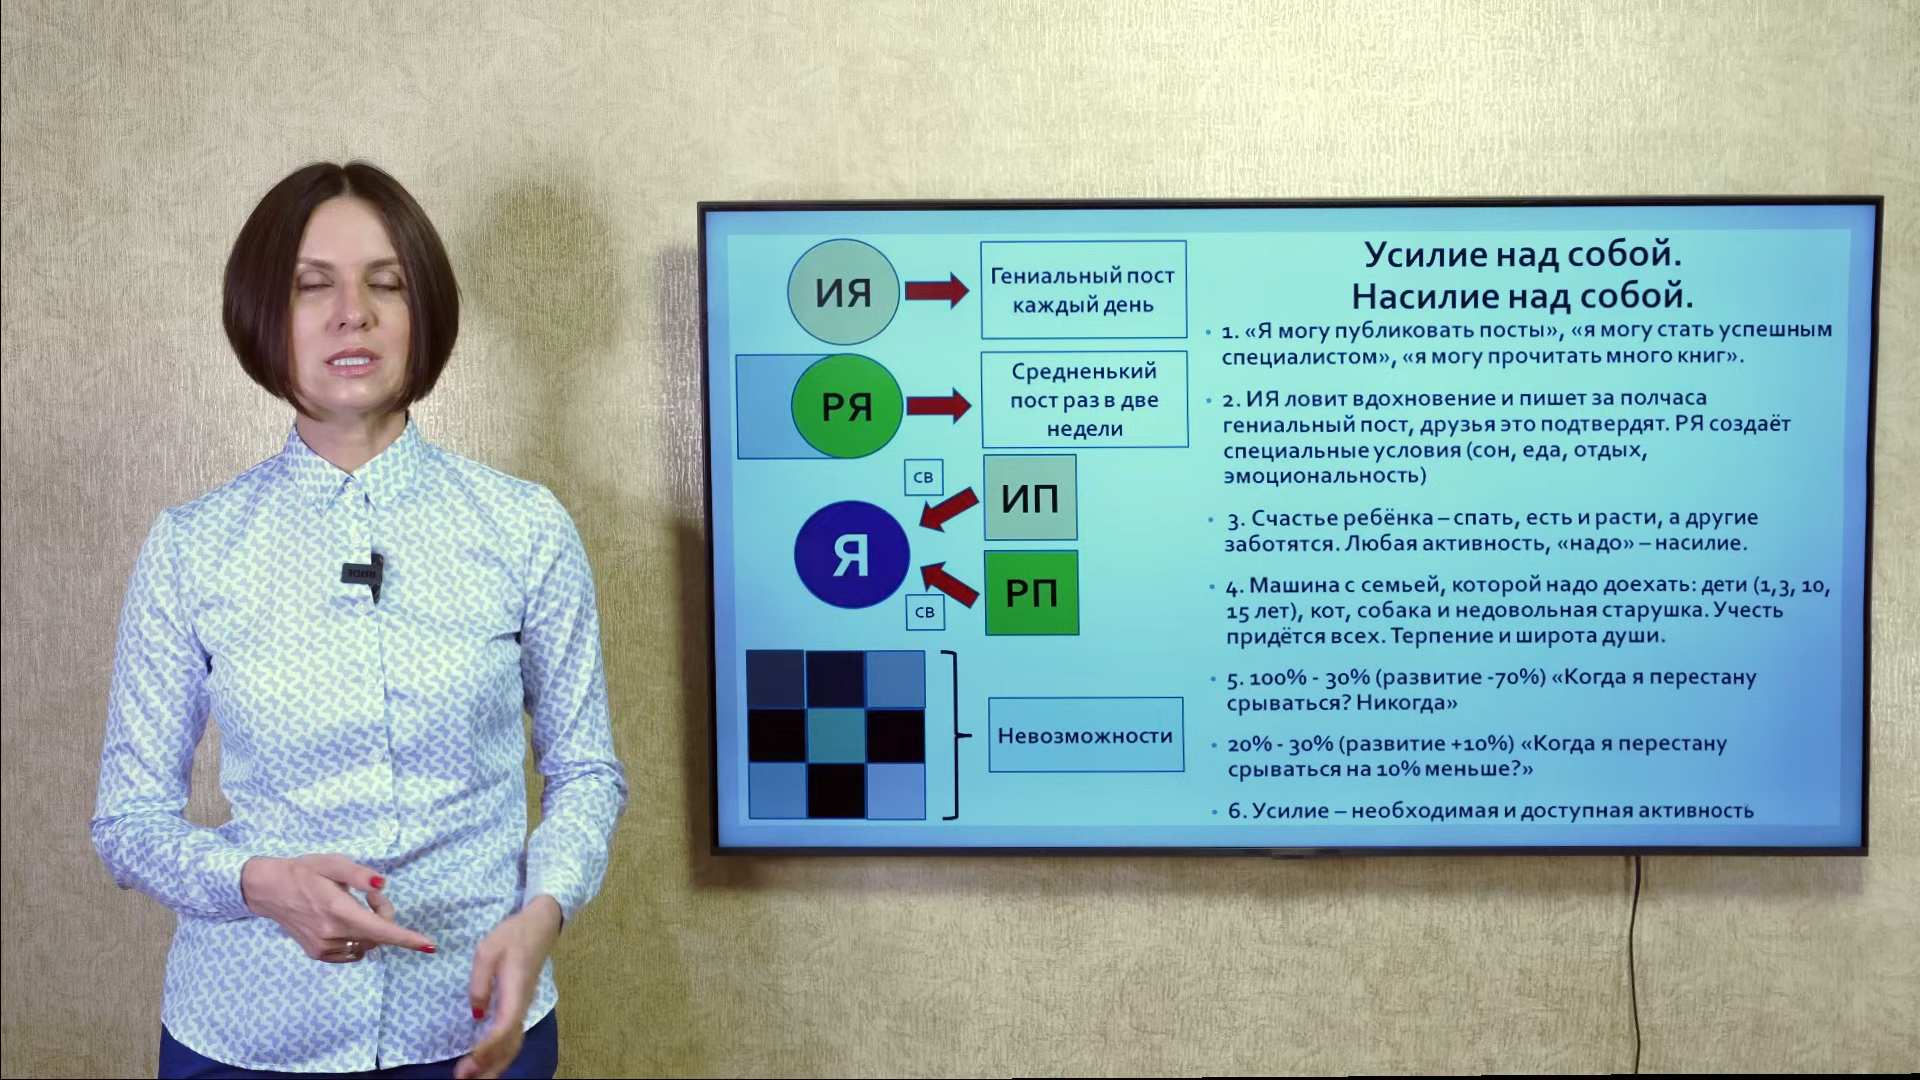 ИЯ
Гениальный пост
каждый день
РЯ
Средненький
пост раз в две
недели
св
ИП
Я
РП
св
Невозможности
Усилие над собой.
Насилие над собой.
• 1. «Я могу публиковать посты», «я могу стать успешным
специалистом», «я могу прочитать много книг».
• 2. ИЯ ловит вдохновение и пишет за полчаса
гениальный пост, друзья это подтвердят. РЯ создаёт
специальные условия (сон, еда, отдых,
эмоциональность)
• 3. Счастье ребёнка – спать, есть и расти, а другие
заботятся. Любая активность, «надо» – насилие.
• 4. Машина с семьей, которой надо доехать: дети (1,3, 10,
15 лет), кот, собака и недовольная старушка. Учесть
придётся всех. Терпение и широта души.
• 5. 100% - 30% (развитие -70%) «Когда я перестану
срываться? Никогда»
• 20% - 30% (развитие +10%) «Когда я перестану
срываться на 10% меньше?»
• 6. Усилие – необходимая и доступная активность